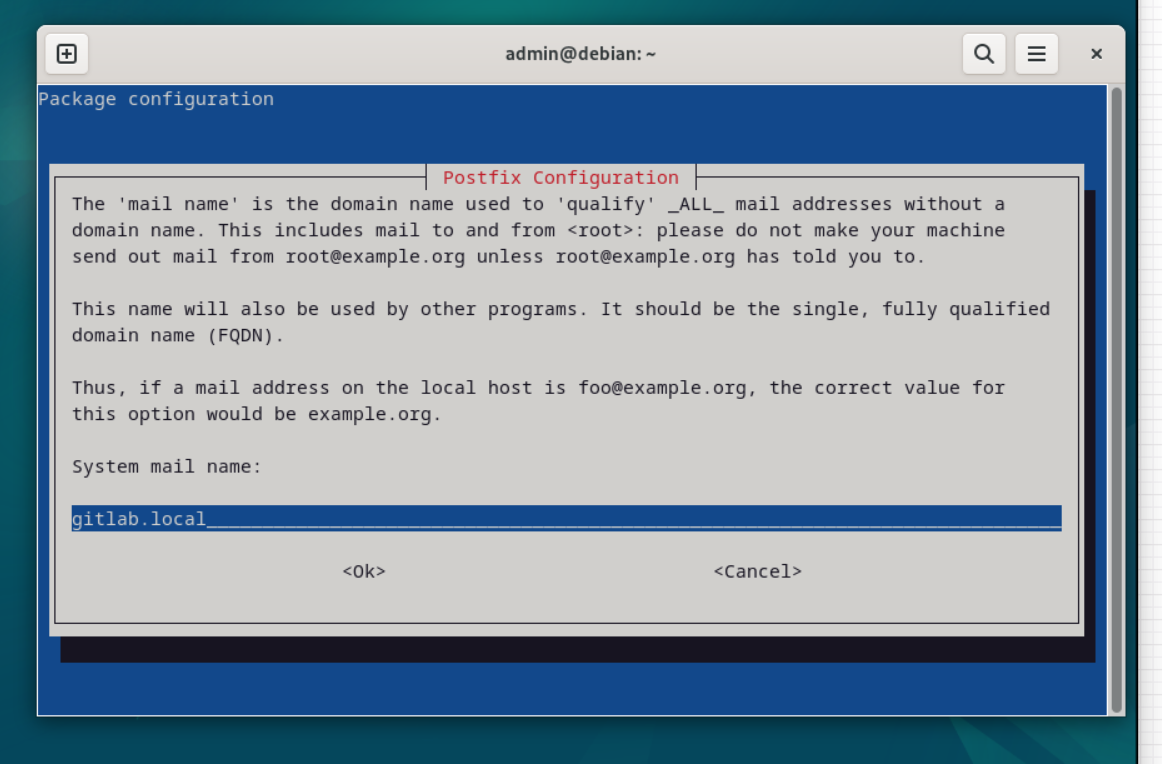 admin@debian: ~
Package configuration
Postfix Configuration
The 'mail name' is the domain name used to 'qualify' _ALL_ mail addresses without a
domain name. This includes mail to and from <root>: please do not make your machine
send out mail from root@example.org unless root@example.org has told you to.
This name will also be used by other programs. It should be the single, fully qualified
domain name (FQDN).
Thus, if a mail address on the local host is foo@example.org, the correct value for
this option would be example.org.
System mail name:
gitlab.local
<Ok> <Cancel>